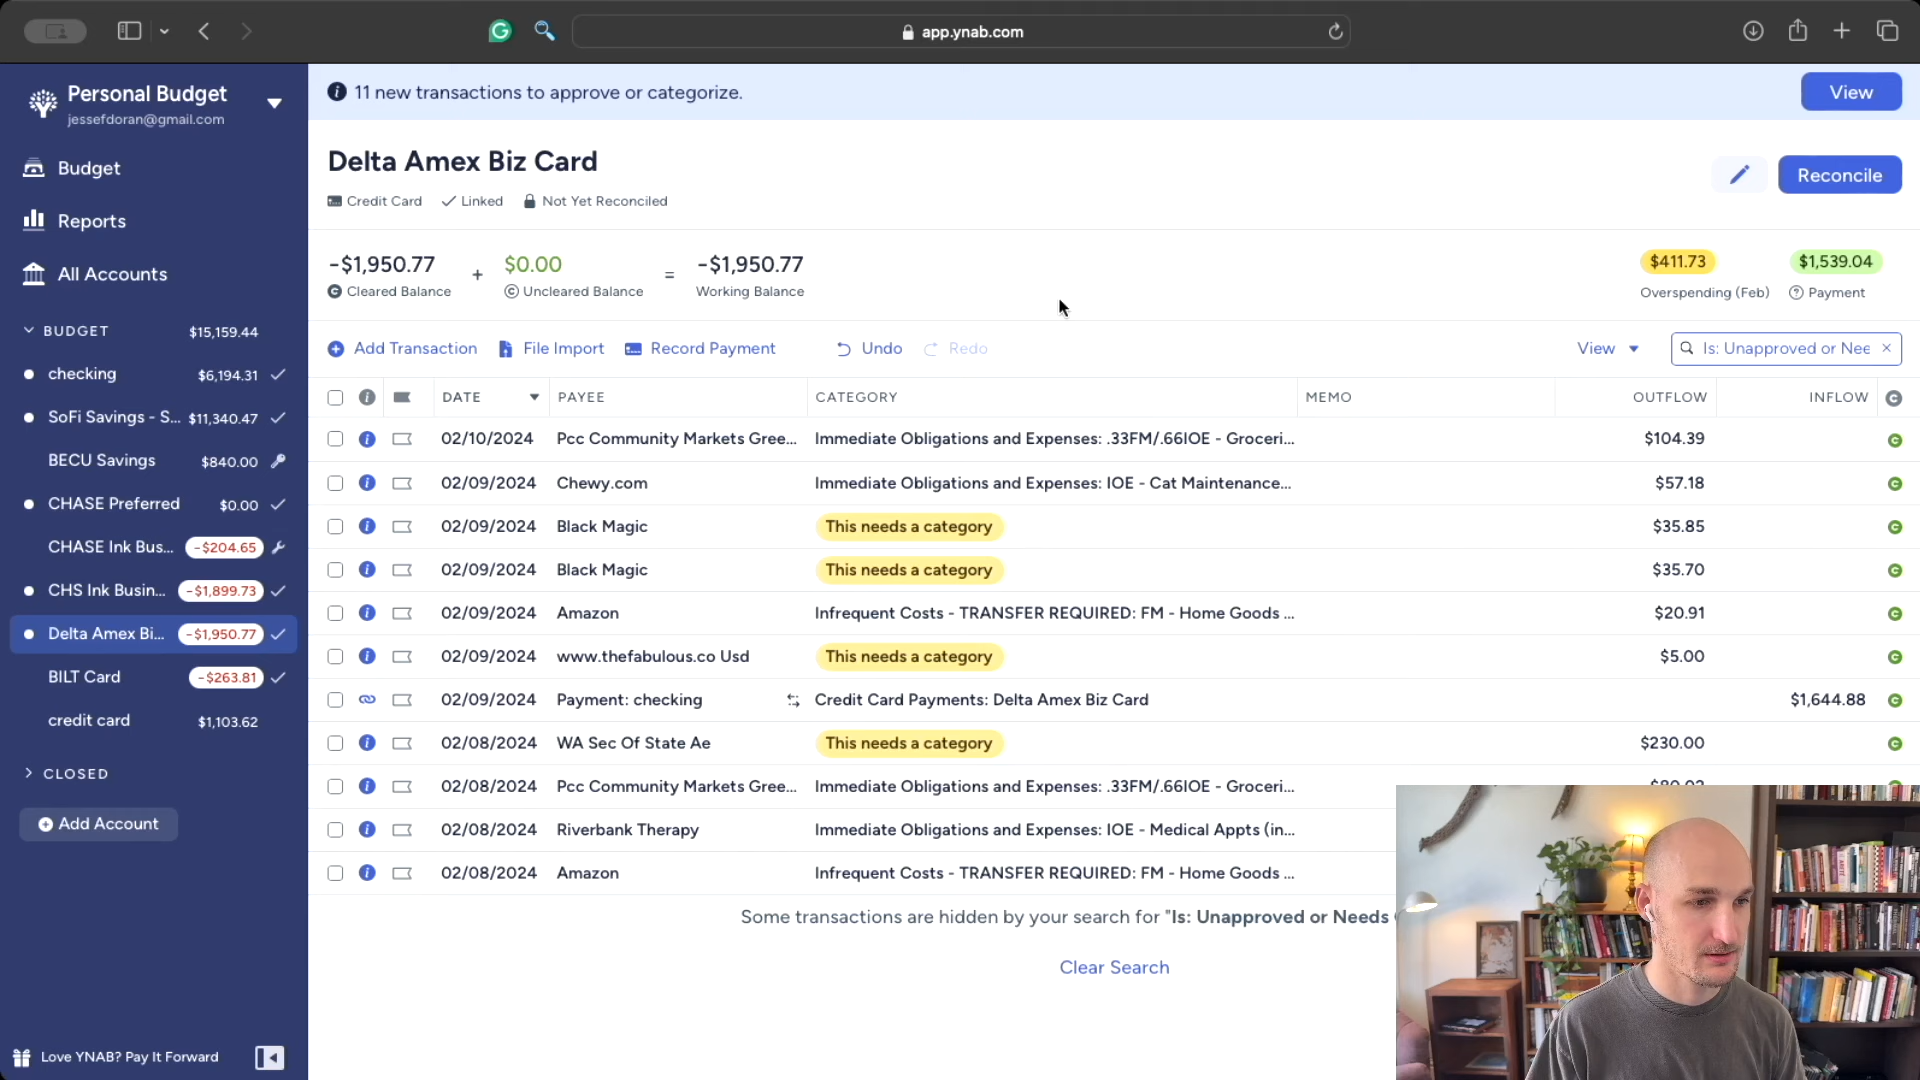 app.ynab.com
Personal Budget
jessefdoran@gmail.com
Budget
Reports
All Accounts
BUDGET $15,159.44
checking $6,194.31
SoFi Savings - S... $11,340.47
BECU Savings $840.00
CHASE Preferred $0.00
CHASE Ink Bus... -$204.65
CHS Ink Busin... -$1,899.73
Delta Amex Bi... -$1,950.77
BILT Card -$263.81
credit card $1,103.62
CLOSED
Add Account
Love YNAB? Pay It Forward
11 new transactions to approve or categorize.
View
Delta Amex Biz Card
Credit Card Linked Not Yet Reconciled
Reconcile
-$1,950.77 + $0.00 = -$1,950.77
Cleared Balance Uncleared Balance Working Balance
$411.73 $1,539.04
Overspending (Feb) Payment
Add Transaction File Import Record Payment Undo Redo View Is: Unapproved or Nee
DATE PAYEE CATEGORY MEMO OUTFLOW INFLOW
02/10/2024 Pcc Community Markets Gree... Immediate Obligations and Expenses: .33FM/.66IOE - Groceri... $104.39
02/09/2024 Chewy.com Immediate Obligations and Expenses: IOE - Cat Maintenance... $57.18
02/09/2024 Black Magic This needs a category $35.85
02/09/2024 Black Magic This needs a category $35.70
02/09/2024 Amazon Infrequent Costs - TRANSFER REQUIRED: FM - Home Goods ... $20.91
02/09/2024 www.thefabulous.co Usd This needs a category $5.00
02/09/2024 Payment: checking Credit Card Payments: Delta Amex Biz Card $1,644.88
02/08/2024 WA Sec Of State Ae This needs a category $230.00
02/08/2024 Pcc Community Markets Gree... Immediate Obligations and Expenses: .33FM/.66IOE - Groceri...
02/08/2024 Riverbank Therapy Immediate Obligations and Expenses: IOE - Medical Appts (in...
02/08/2024 Amazon Infrequent Costs - TRANSFER REQUIRED: FM - Home Goods ...
Some transactions are hidden by your search for "Is: Unapproved or Needs
Clear Search